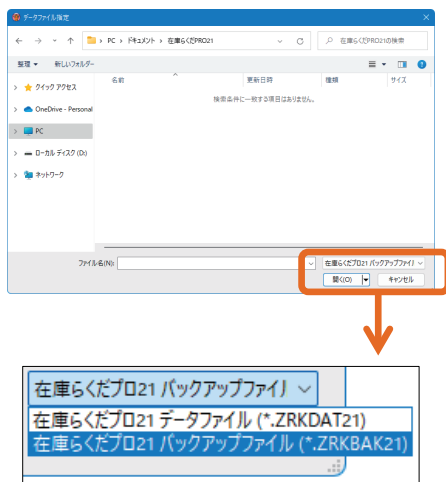 データファイル指定
PC › ドキュメント › 在庫らくだPRO21
在庫らくだPRO21の検索
整理 新しいフォルダー
名前 更新日時 種類 サイズ
検索条件に一致する項目はありません。
クイック アクセス
OneDrive - Personal
PC
ローカル ディスク (D:)
ネットワーク
ファイル名(N):
在庫らくだプロ21 バックアップファイル
開く(O) キャンセル
在庫らくだプロ21 バックアップファイル
在庫らくだプロ21 データファイル (*.ZRKDAT21)
在庫らくだプロ21 バックアップファイル (*.ZRKBAK21)